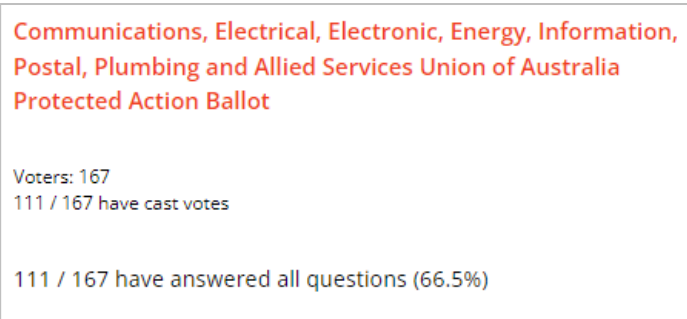 Communications, Electrical, Electronic, Energy, Information,
Postal, Plumbing and Allied Services Union of Australia
Protected Action Ballot
Voters: 167
111 / 167 have cast votes
111 / 167 have answered all questions (66.5%)